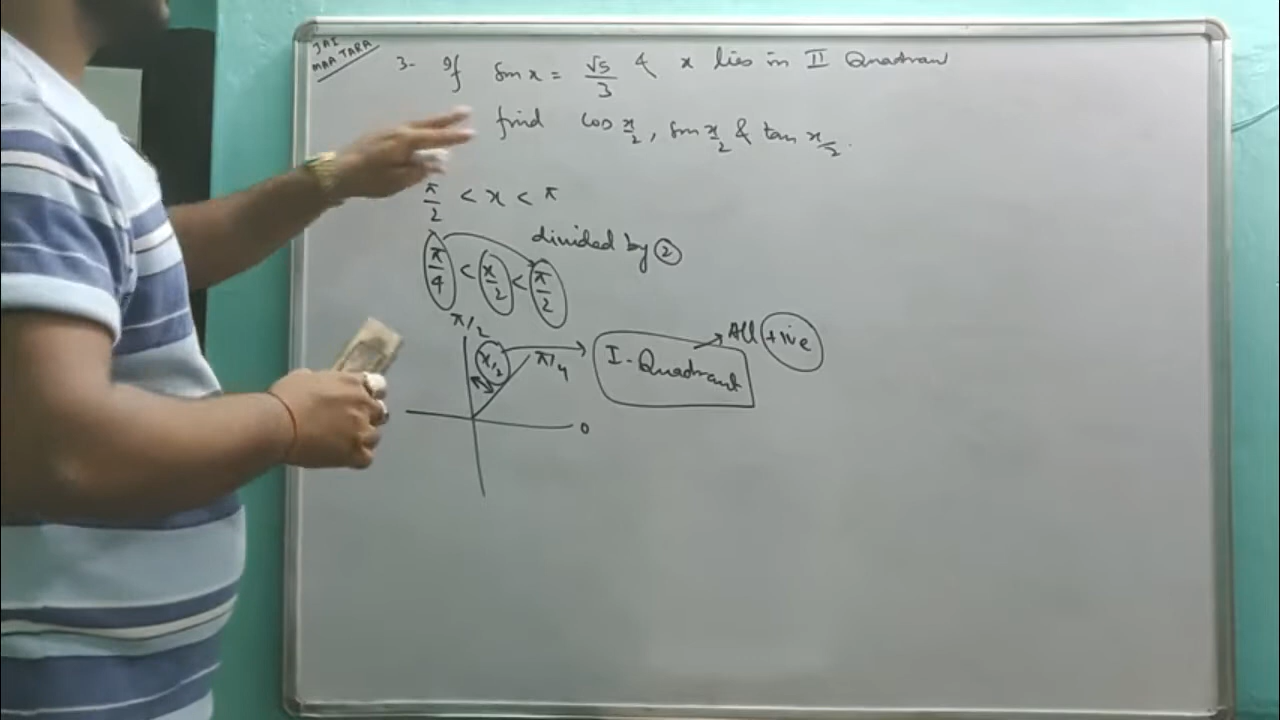 JAI
MAA TARA
3- If sin x = √5/3 & x lies in II Quadrant
find cos x/2, sin x/2 & tan x/2.
π/2 < x < π
divided by 2
π/4 < x/2 < π/2
π/2
x/2 π/4 I-Quadrant All +ive
0